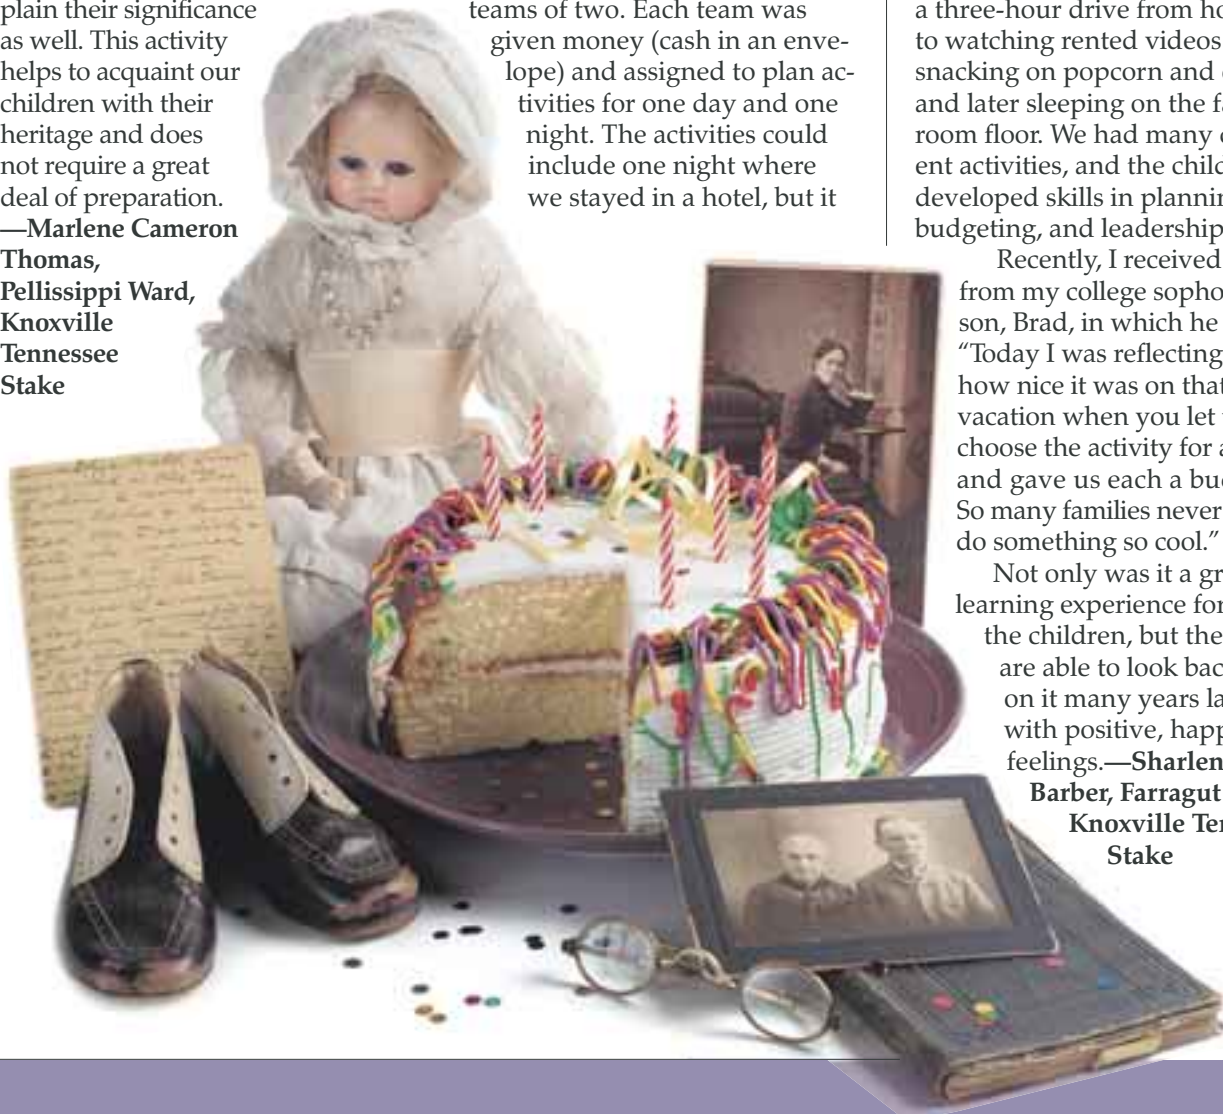 plain their significance
as well. This activity
helps to acquaint our
children with their
heritage and does
not require a great
deal of preparation.
—Marlene Cameron
Thomas,
Pellissippi Ward,
Knoxville
Tennessee
Stake
teams of two. Each team was
given money (cash in an enve-
lope) and assigned to plan ac-
tivities for one day and one
night. The activities could
include one night where
we stayed in a hotel, but it
a three-hour drive from ho
to watching rented videos
snacking on popcorn and
and later sleeping on the fa
room floor. We had many
ent activities, and the child
developed skills in plannin
budgeting, and leadership
Recently, I received
from my college sopho
son, Brad, in which he
“Today I was reflecting
how nice it was on that
vacation when you let
choose the activity for a
and gave us each a bu
So many families never
do something so cool.”
Not only was it a gr
learning experience for
the children, but the
are able to look bac
on it many years la
with positive, happ
feelings.—Sharlen
Barber, Farragut
Knoxville Ten
Stake